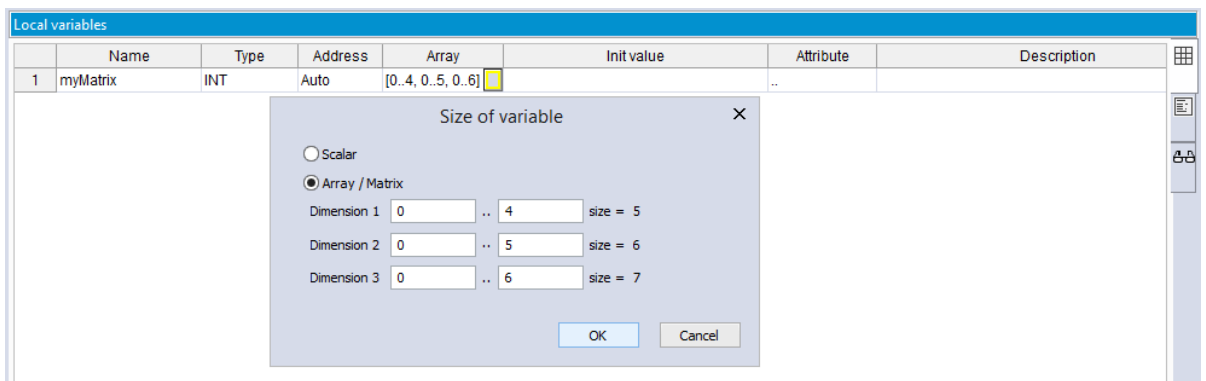 Local variables
Name Type Address Array Init value Attribute Description
1 myMatrix INT Auto [0..4, 0..5, 0..6] ..
Size of variable
Scalar
Array / Matrix
Dimension 1 0 .. 4 size = 5
Dimension 2 0 .. 5 size = 6
Dimension 3 0 .. 6 size = 7
OK Cancel